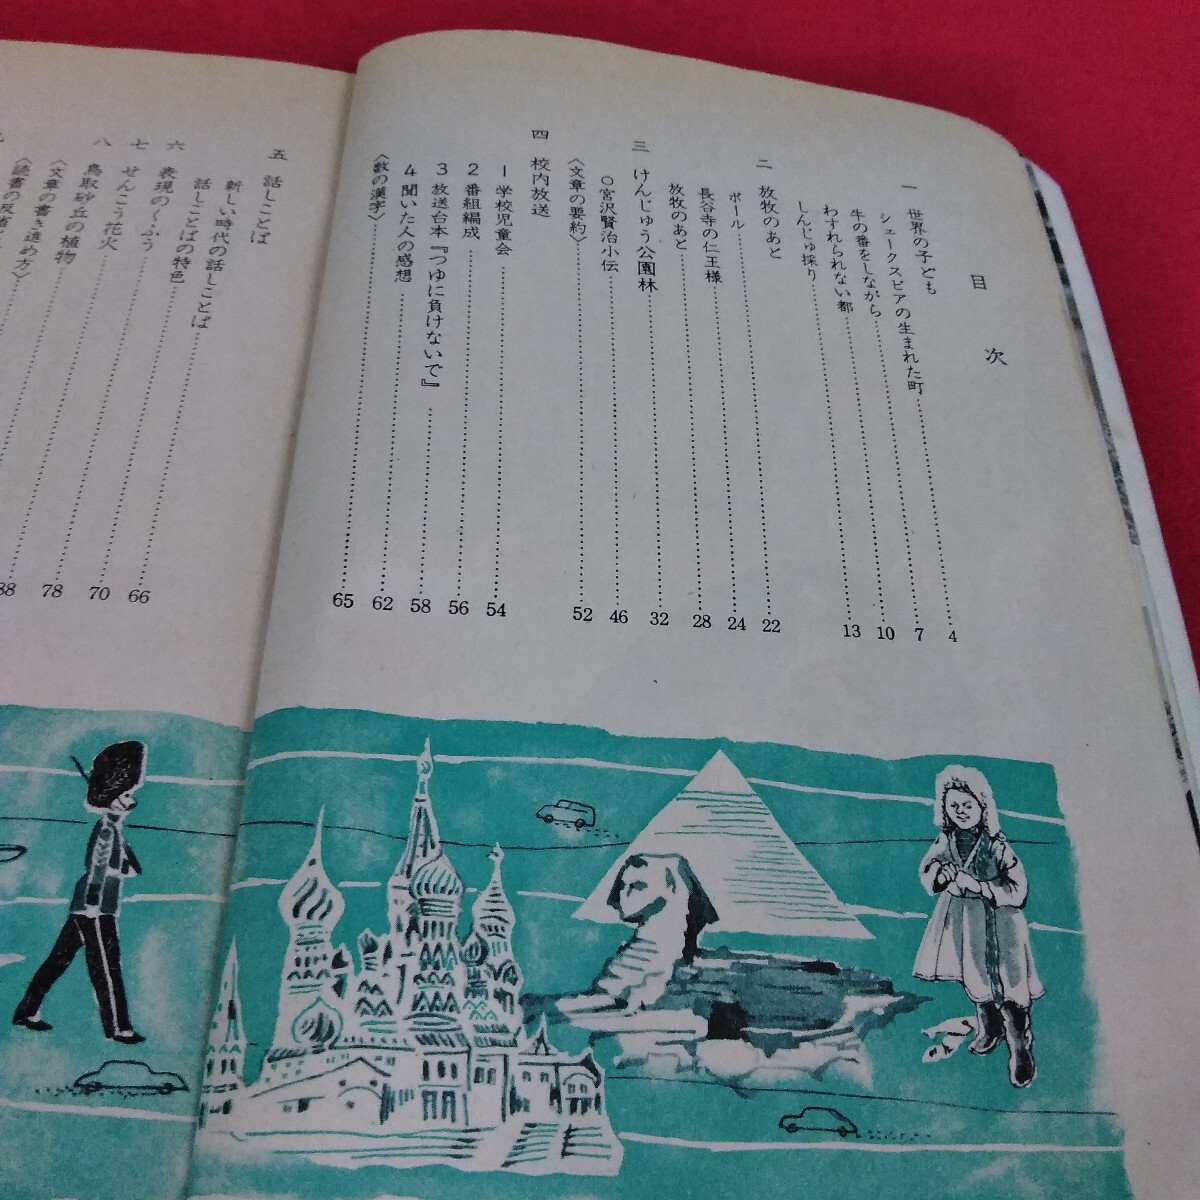 目次
一 世界の子ども
シェークスピアの生まれた町 4
牛の番をしながら 7
わすれられない都 10
しんじゅ採り 13
二 放牧のあと
ボール 22
長谷寺の仁王様 24
放牧のあと 28
三 けんじゅう公園林 32
○宮沢賢治小伝 46
〈文章の要約〉 52
四 校内放送
1 学校児童会 54
2 番組編成 56
3 放送台本『つゆに負けないで』 58
4 聞いた人の感想 62
〈数の漢字〉 65
五 話しことば
新しい時代の話しことば 66
話しことばの特色 70
六 表現のくふう 78
七 せんこう花火 88
八 鳥取砂丘の植物
〈文章の書き進め方〉
〈読書の